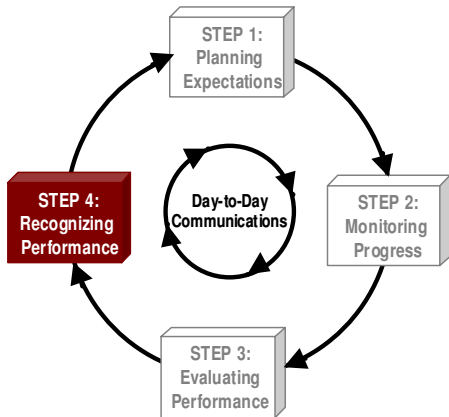 STEP 1:
Planning
Expectations
STEP 4:
Recognizing
Performance
Day-to-Day
Communications
STEP 2:
Monitoring
Progress
STEP 3:
Evaluating
Performance